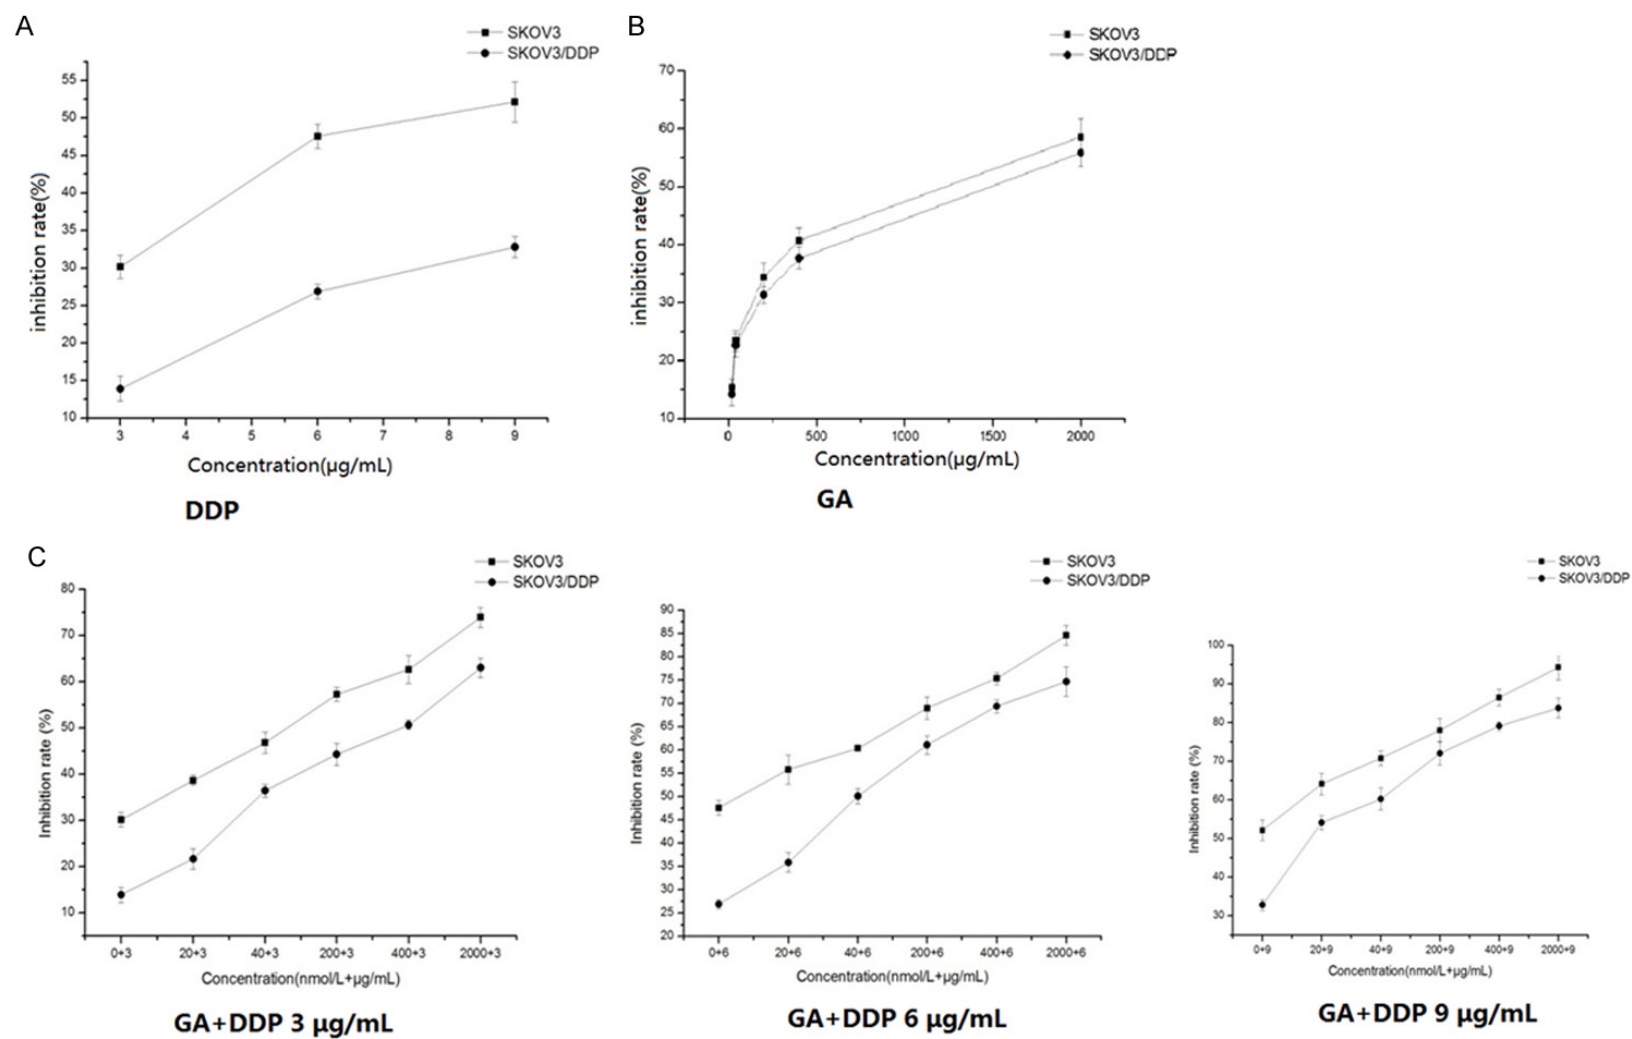 A
SKOV3
SKOV3/DDP
55
50
45
40
35
30
25
20
15
10
inhibition rate(%)
3 4 5 6 7 8 9
Concentration(μg/mL)
DDP
B
SKOV3
SKOV3/DDP
70
60
50
40
30
20
10
inhibition rate(%)
0 500 1000 1500 2000
Concentration(μg/mL)
GA
C
SKOV3
SKOV3/DDP
80
70
60
50
40
30
20
10
Inhibition rate (%)
0+3 20+3 40+3 200+3 400+3 2000+3
Concentration(nmol/L+μg/mL)
GA+DDP 3 μg/mL
SKOV3
SKOV3/DDP
90
85
80
75
70
65
60
55
50
45
40
35
30
25
20
Inhibition rate (%)
0+6 20+6 40+6 200+6 400+6 2000+6
Concentration(nmol/L+μg/mL)
GA+DDP 6 μg/mL
SKOV3
SKOV3/DDP
100
90
80
70
60
50
40
30
Inhibition rate (%)
0+9 20+9 40+9 200+9 400+9 2000+9
Concentration(nmol/L+μg/mL)
GA+DDP 9 μg/mL